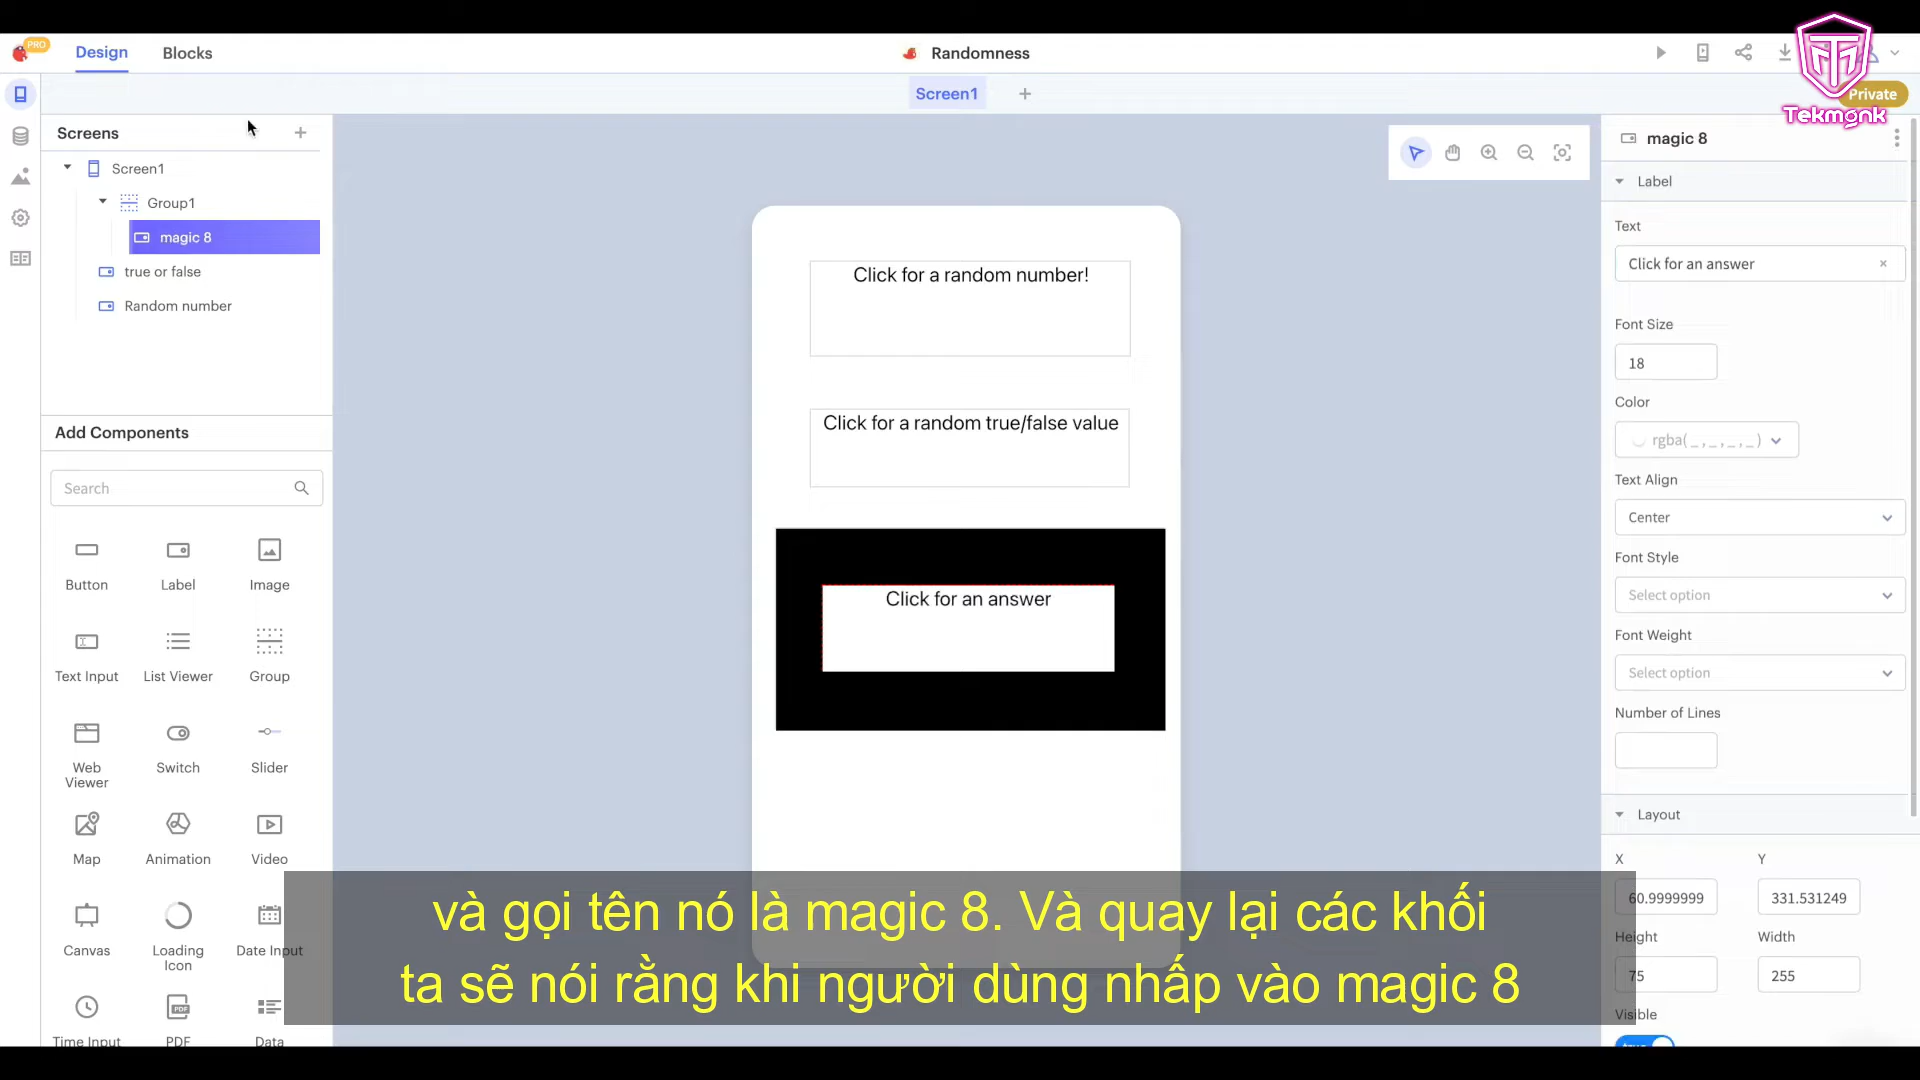 PRO
Design
Blocks
Randomness
Tekmonk
Screen1
Private
Screens
Screen1
Group1
magic 8
true or false
Random number
Add Components
Search
Button
Label
Image
Text Input
List Viewer
Group
Web Viewer
Switch
Slider
Map
Animation
Video
Canvas
Loading Icon
Date Input
Time Input
PDF
Data
Click for a random number!
Click for a random true/false value
Click for an answer
magic 8
Label
Text
Click for an answer
Font Size
18
Color
rgba( _ , _ , _ , _ )
Text Align
Center
Font Style
Select option
Font Weight
Select option
Number of Lines
Layout
X
Y
60.9999999
331.531249
Height
Width
75
255
Visible
true
và gọi tên nó là magic 8. Và quay lại các khối
ta sẽ nói rằng khi người dùng nhấp vào magic 8